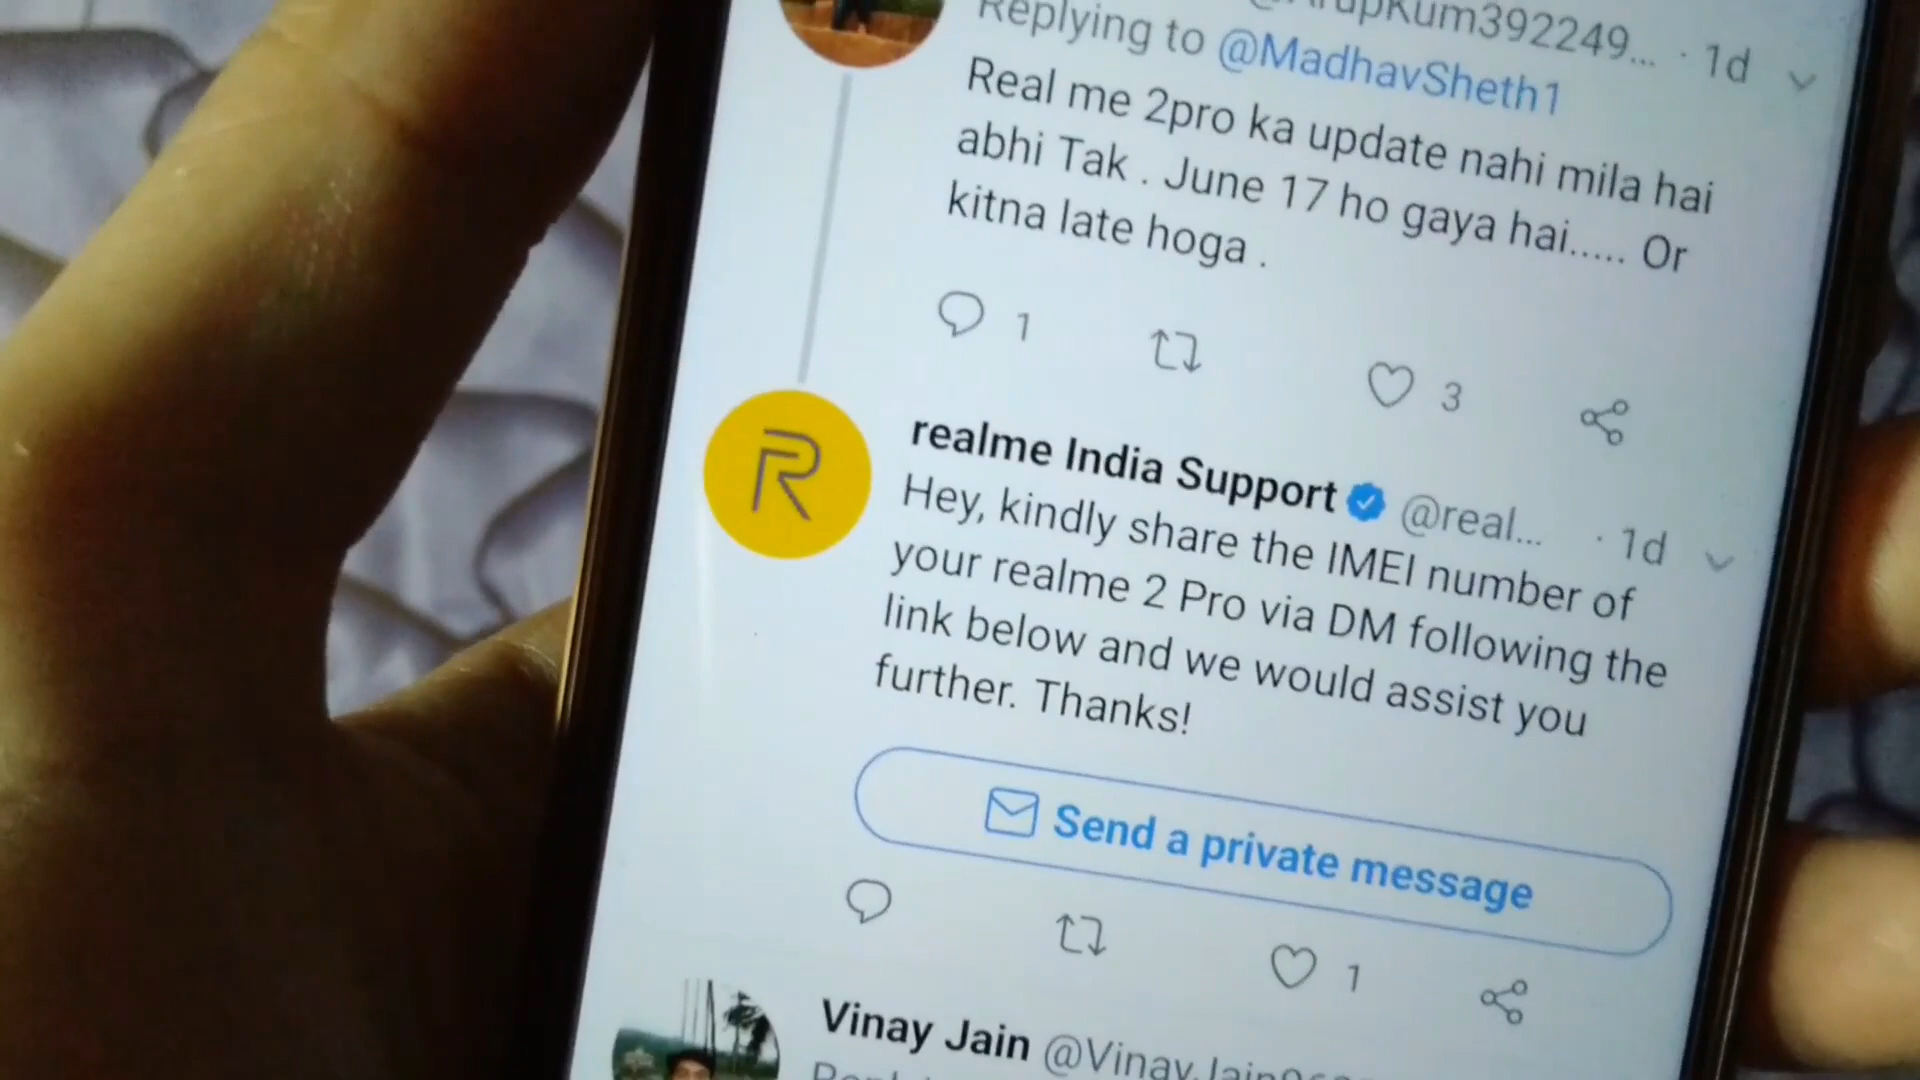 Replying to @MadhavSheth1 · 1d
Real me 2pro ka update nahi mila hai
abhi Tak . June 17 ho gaya hai..... Or
kitna late hoga .
1
3
realme India Support @real... · 1d
Hey, kindly share the IMEI number of
your realme 2 Pro via DM following the
link below and we would assist you
further. Thanks!
Send a private message
1
Vinay Jain